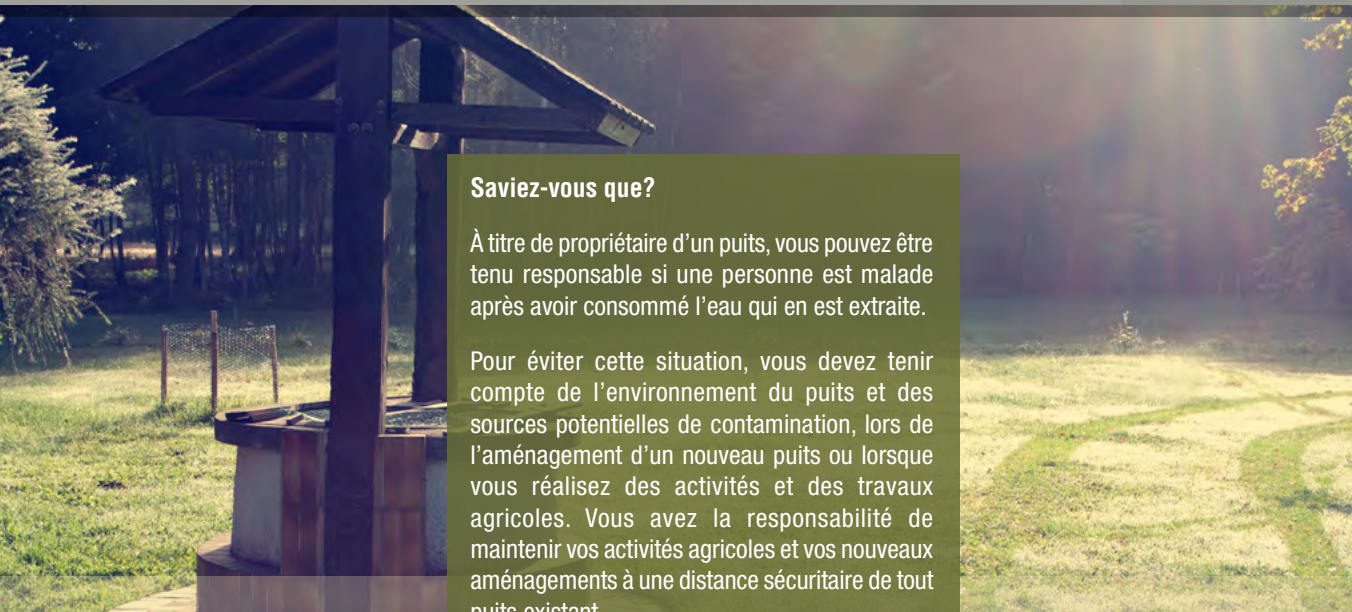 Saviez-vous que?
À titre de propriétaire d’un puits, vous pouvez être
tenu responsable si une personne est malade
après avoir consommé l’eau qui en est extraite.
Pour éviter cette situation, vous devez tenir
compte de l’environnement du puits et des
sources potentielles de contamination, lors de
l’aménagement d’un nouveau puits ou lorsque
vous réalisez des activités et des travaux
agricoles. Vous avez la responsabilité de
maintenir vos activités agricoles et vos nouveaux
aménagements à une distance sécuritaire de tout
puits existant.